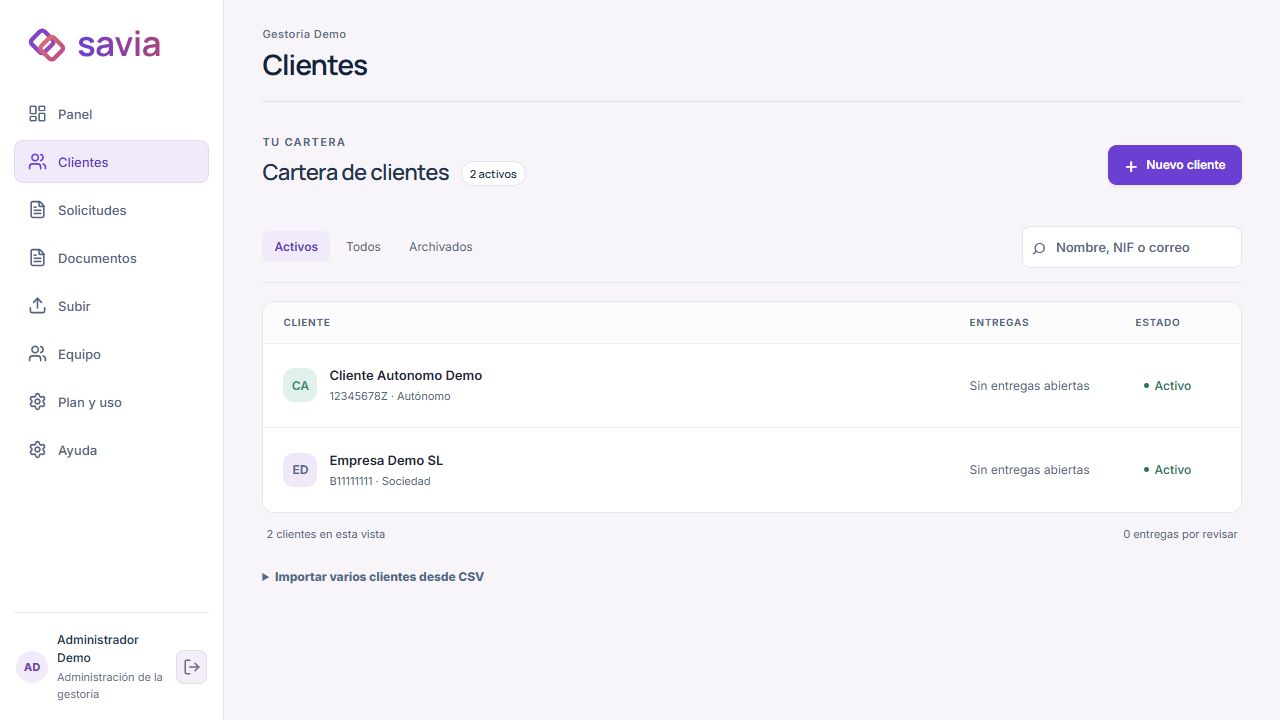 savia
Panel
Clientes
Solicitudes
Documentos
Subir
Equipo
Plan y uso
Ayuda
AD
Administrador
Demo
Administración de la
gestoría
Gestoria Demo
Clientes
TU CARTERA
Cartera de clientes 2 activos
+ Nuevo cliente
Activos Todos Archivados
Nombre, NIF o correo
CLIENTE ENTREGAS ESTADO
CA
Cliente Autonomo Demo
12345678Z · Autónomo
Sin entregas abiertas
Activo
ED
Empresa Demo SL
B11111111 · Sociedad
Sin entregas abiertas
Activo
2 clientes en esta vista
0 entregas por revisar
Importar varios clientes desde CSV